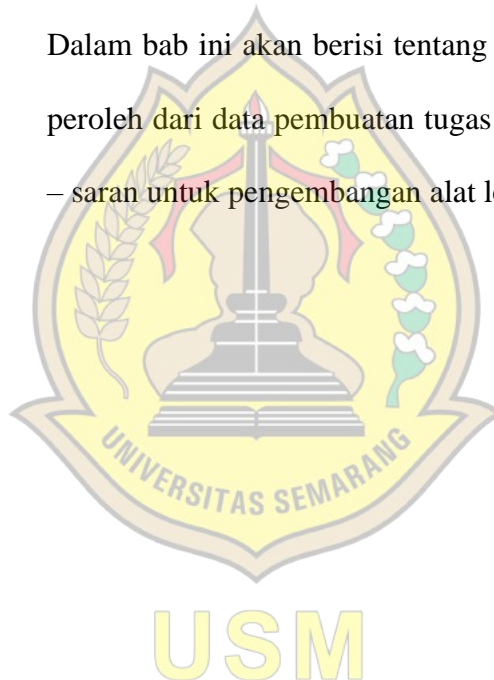 Dalam bab ini akan berisi tentang
peroleh dari data pembuatan tugas
– saran untuk pengembangan alat
UNIVERSITAS SEMARANG
USM